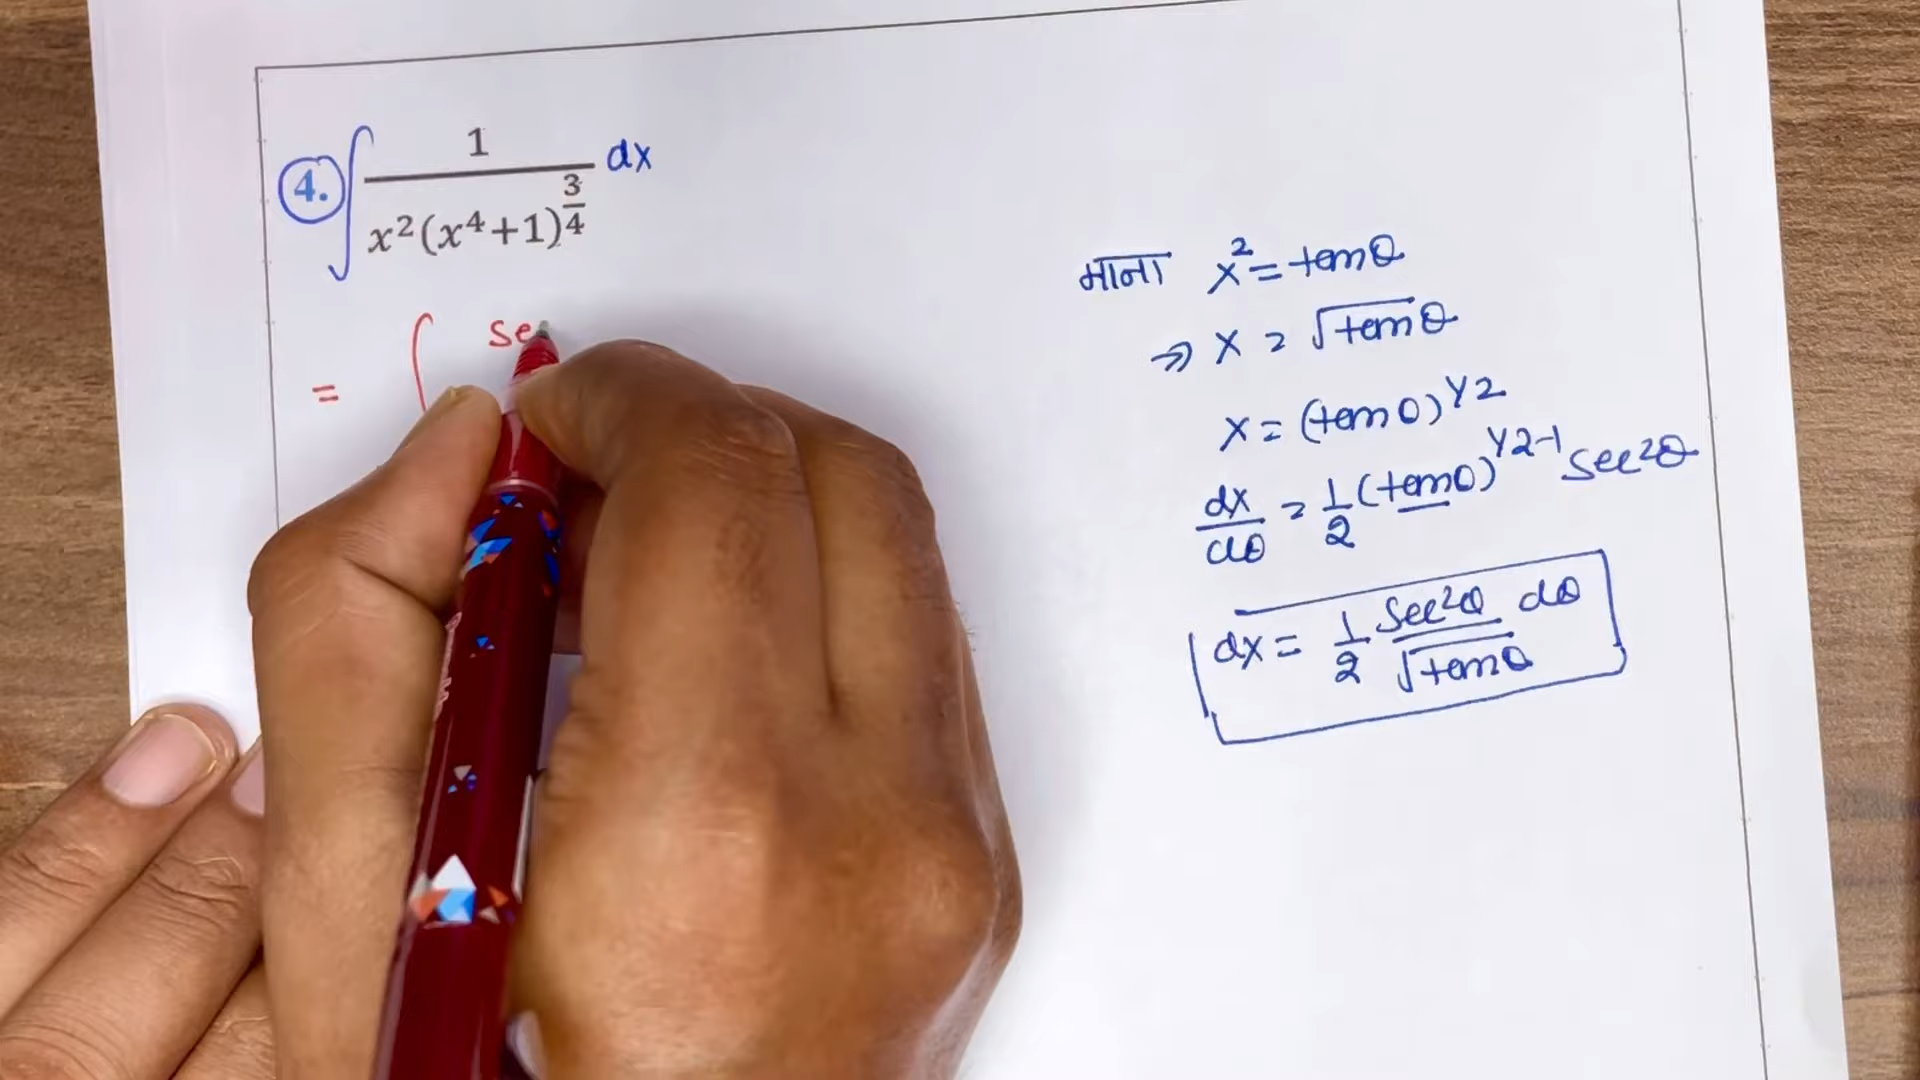 4. ∫ 1 / x²(x⁴+1)^(3/4) dx
= ∫ Se
माना x² = tanθ
⇒ x = √tanθ
x = (tanθ)^1/2
dx/dθ = 1/2 (tanθ)^1/2-1 Sec²θ
dx = 1/2 Sec²θ/√tanθ dθ